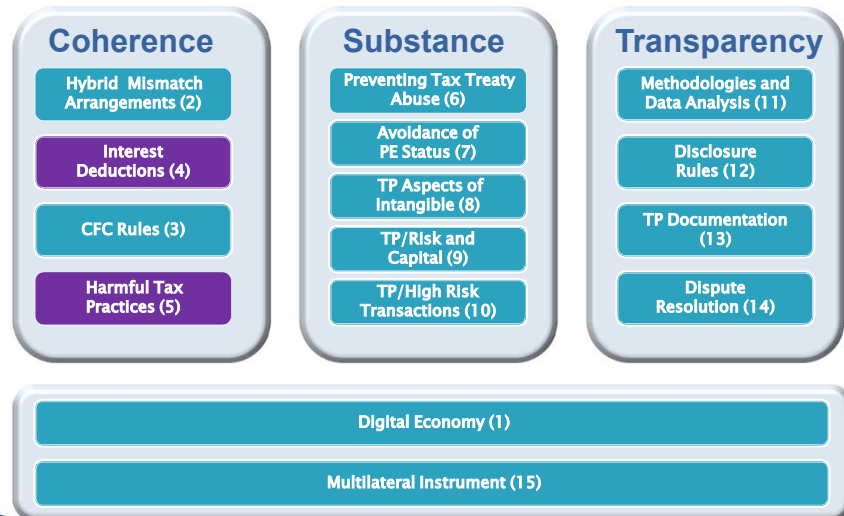 Coherence
Hybrid Mismatch
Arrangements (2)
Interest
Deductions (4)
CFC Rules (3)
Harmful Tax
Practices (5)
Substance
Preventing Tax Treaty
Abuse (6)
Avoidance of
PE Status (7)
TP Aspects of
Intangible (8)
TP/Risk and
Capital (9)
TP/High Risk
Transactions (10)
Transparency
Methodologies and
Data Analysis (11)
Disclosure
Rules (12)
TP Documentation
(13)
Dispute
Resolution (14)
Digital Economy (1)
Multilateral Instrument (15)